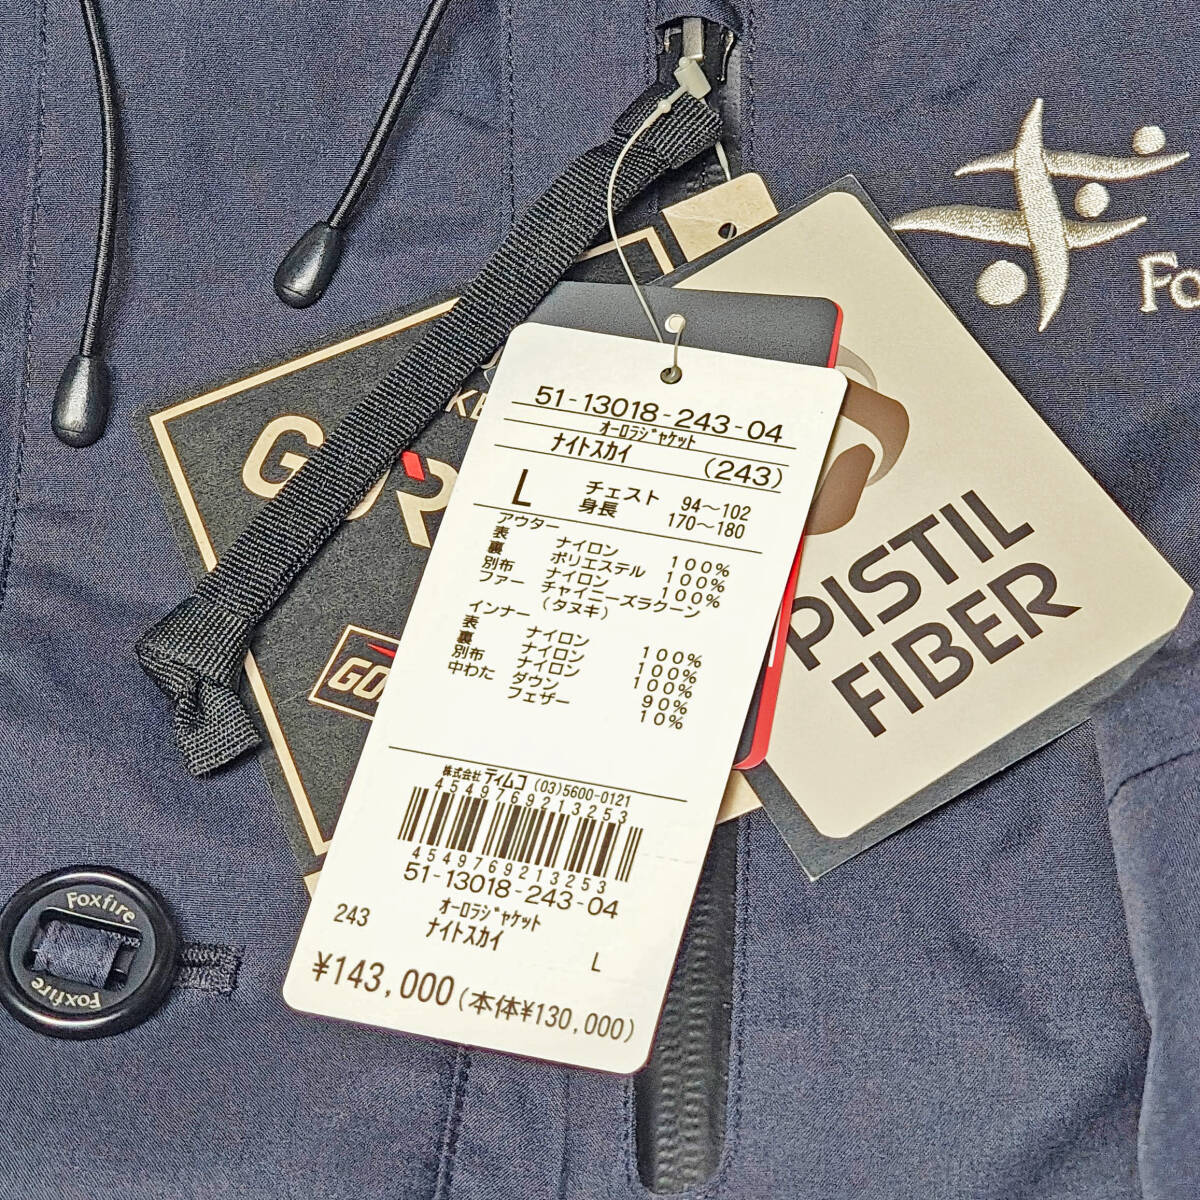 51-13018-243-04
オーロラジャケット
ナイトスカイ (243)
L チェスト 94～102
身長 170～180
アウター
表 ナイロン 100%
裏 ポリエステル 100%
別布 ナイロン 100%
ファー チャイニーズラクーン
(タヌキ)
インナー
表 ナイロン 100%
裏 ナイロン 100%
別布 ナイロン 100%
中わた ダウン 90%
フェザー 10%
株式会社 ティムコ (03)5600-0121
4549769213253
4549769213253
51-13018-243-04
オーロラジャケット
243 ナイトスカイ L
¥143,000(本体¥130,000)
PISTIL
FIBER
Foxfire
Foxfire